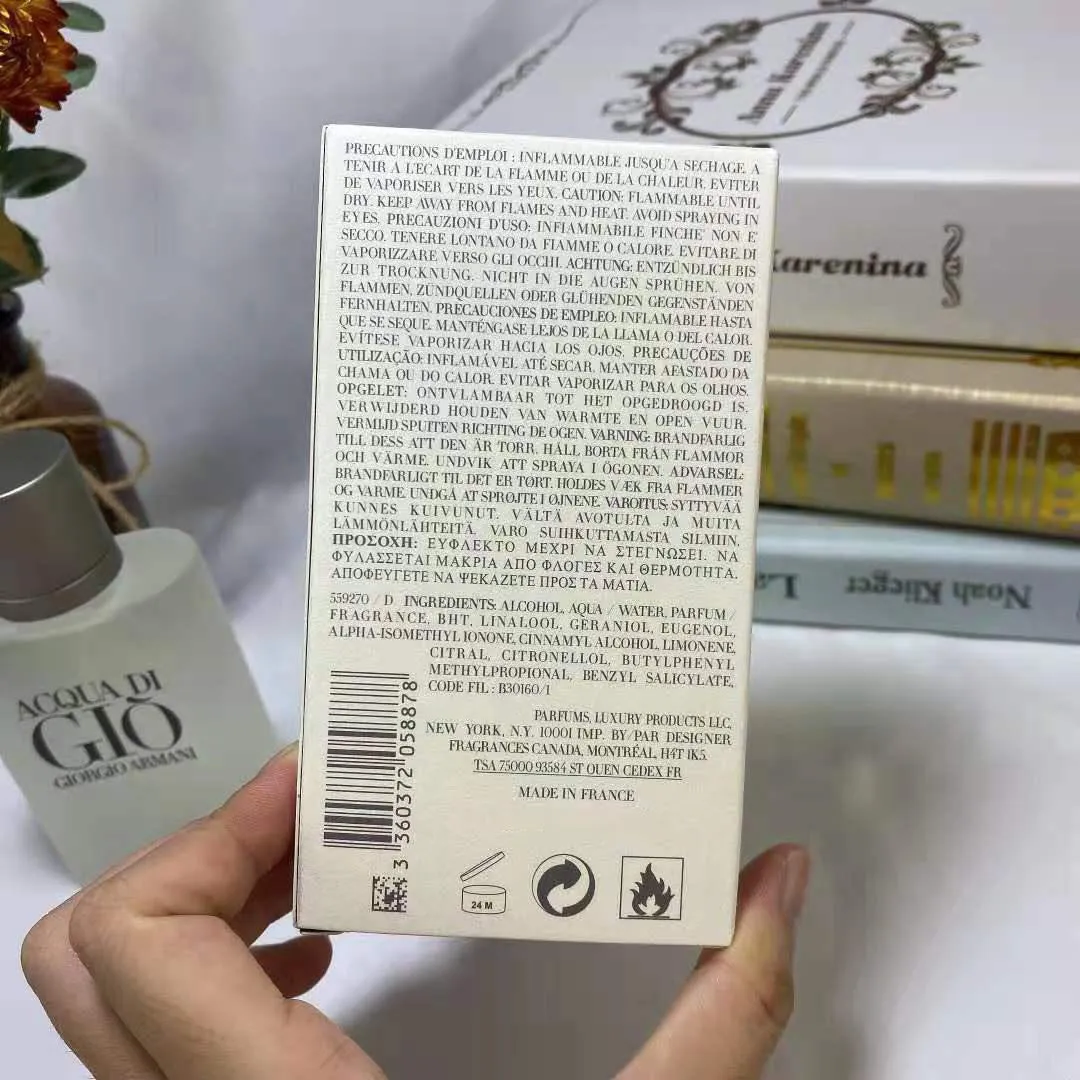 Anna Karenina
Karenina
Noah Klieger
ACQUA DI
GIÒ
GIORGIO ARMANI
PRECAUTIONS D'EMPLOI : INFLAMMABLE JUSQU'A SECHAGE. A
TENIR A L'ECART DE LA FLAMME OU DE LA CHALEUR. EVITER
DE VAPORISER VERS LES YEUX. CAUTION: FLAMMABLE UNTIL
DRY. KEEP AWAY FROM FLAMES AND HEAT. AVOID SPRAYING IN
EYES. PRECAUZIONI D'USO: INFIAMMABILE FINCHE' NON E'
SECCO. TENERE LONTANO DA FIAMME O CALORE. EVITARE DI
VAPORIZZARE VERSO GLI OCCHI. ACHTUNG: ENTZÜNDLICH BIS
ZUR TROCKNUNG. NICHT IN DIE AUGEN SPRÜHEN. VON
FLAMMEN, ZÜNDQUELLEN ODER GLÜHENDEN GEGENSTÄNDEN
FERNHALTEN. PRECAUCIONES DE EMPLEO: INFLAMABLE HASTA
QUE SE SEQUE. MANTÉNGASE LEJOS DE LA LLAMA O DEL CALOR.
EVÍTESE VAPORIZAR HACIA LOS OJOS. PRECAUÇÕES DE
UTILIZAÇÃO: INFLAMÁVEL ATÉ SECAR. MANTER AFASTADO DA
CHAMA OU DO CALOR. EVITAR VAPORIZAR PARA OS OLHOS.
OPGELET: ONTVLAMBAAR TOT HET OPGEDROOGD IS.
VERWIJDERD HOUDEN VAN WARMTE EN OPEN VUUR.
VERMIJD SPUITEN RICHTING DE OGEN. VARNING: BRANDFARLIG
TILL DESS ATT DEN ÄR TORR. HÅLL BORTA FRÅN FLAMMOR
OCH VÄRME. UNDVIK ATT SPRAYA I ÖGONEN. ADVARSEL:
BRANDFARLIGT TIL DET ER TØRT. HOLDES VÆK FRA FLAMMER
OG VARME. UNDGÅ AT SPRØJTE I ØJNENE. VAROITUS: SYTTYVÄÄ
KUNNES KUIVUNUT. VÄLTÄ AVOTULTA JA MUITA
LÄMMÖNLÄHTEITÄ. VARO SUIHKUTTAMASTA SILMIIN.
ΠΡΟΣΟΧΗ: ΕΥΦΛΕΚΤΟ ΜΕΧΡΙ ΝΑ ΣΤΕΓΝΩΣΕΙ. ΝΑ
ΦΥΛΑΣΣΕΤΑΙ ΜΑΚΡΙΑ ΑΠΟ ΦΛΟΓΕΣ ΚΑΙ ΘΕΡΜΟΤΗΤΑ.
ΑΠΟΦΕΥΓΕΤΕ ΝΑ ΨΕΚΑΖΕΤΕ ΠΡΟΣ ΤΑ ΜΑΤΙΑ.
559270 / D INGREDIENTS: ALCOHOL, AQUA / WATER, PARFUM /
FRAGRANCE, BHT, LINALOOL, GERANIOL, EUGENOL,
ALPHA-ISOMETHYL IONONE, CINNAMYL ALCOHOL, LIMONENE,
CITRAL, CITRONELLOL, BUTYLPHENYL
METHYLPROPIONAL, BENZYL SALICYLATE,
CODE FIL : B30160/1
PARFUMS, LUXURY PRODUCTS LLC,
NEW YORK, N.Y. 10001 IMP. BY/PAR DESIGNER
FRAGRANCES CANADA, MONTRÉAL, H4T 1K5.
TSA 75000 93584 ST OUEN CEDEX FR
MADE IN FRANCE
3 360372 058878
24 M